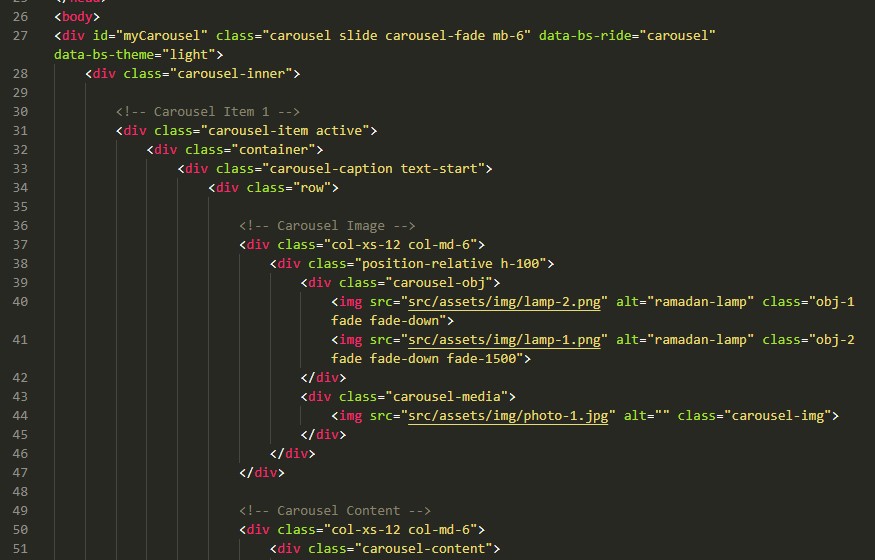 25 </head>
26 <body>
27 <div id="myCarousel" class="carousel slide carousel-fade mb-6" data-bs-ride="carousel"
data-bs-theme="light">
28 <div class="carousel-inner">
29
30 <!-- Carousel Item 1 -->
31 <div class="carousel-item active">
32 <div class="container">
33 <div class="carousel-caption text-start">
34 <div class="row">
35
36 <!-- Carousel Image -->
37 <div class="col-xs-12 col-md-6">
38 <div class="position-relative h-100">
39 <div class="carousel-obj">
40 <img src="src/assets/img/lamp-2.png" alt="ramadan-lamp" class="obj-1
fade fade-down">
41 <img src="src/assets/img/lamp-1.png" alt="ramadan-lamp" class="obj-2
fade fade-down fade-1500">
42 </div>
43 <div class="carousel-media">
44 <img src="src/assets/img/photo-1.jpg" alt="" class="carousel-img">
45 </div>
46 </div>
47 </div>
48
49 <!-- Carousel Content -->
50 <div class="col-xs-12 col-md-6">
51 <div class="carousel-content">